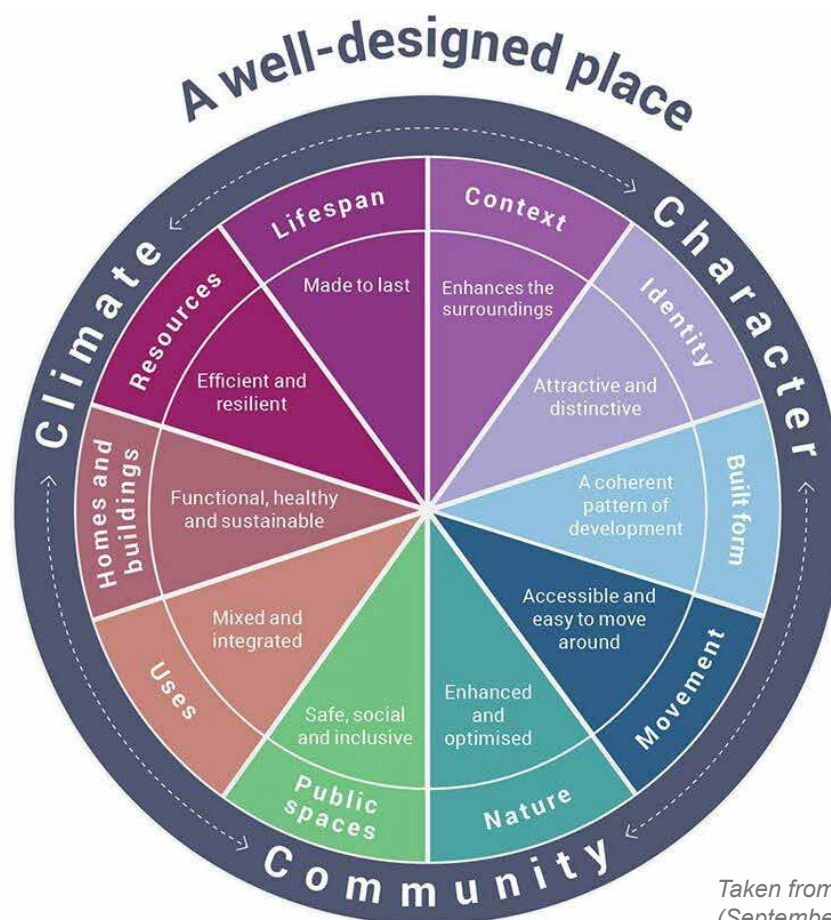 A well-designed place
Climate
Character
Community
Context
Enhances the
surroundings
Identity
Attractive and
distinctive
Built form
A coherent
pattern of
development
Movement
Accessible and
easy to move
around
Nature
Enhanced
and
optimised
Public
spaces
Safe, social
and inclusive
Uses
Mixed and
integrated
Homes and
buildings
Functional, healthy
and sustainable
Resources
Efficient and
resilient
Lifespan
Made to last
Taken from
(Septembe